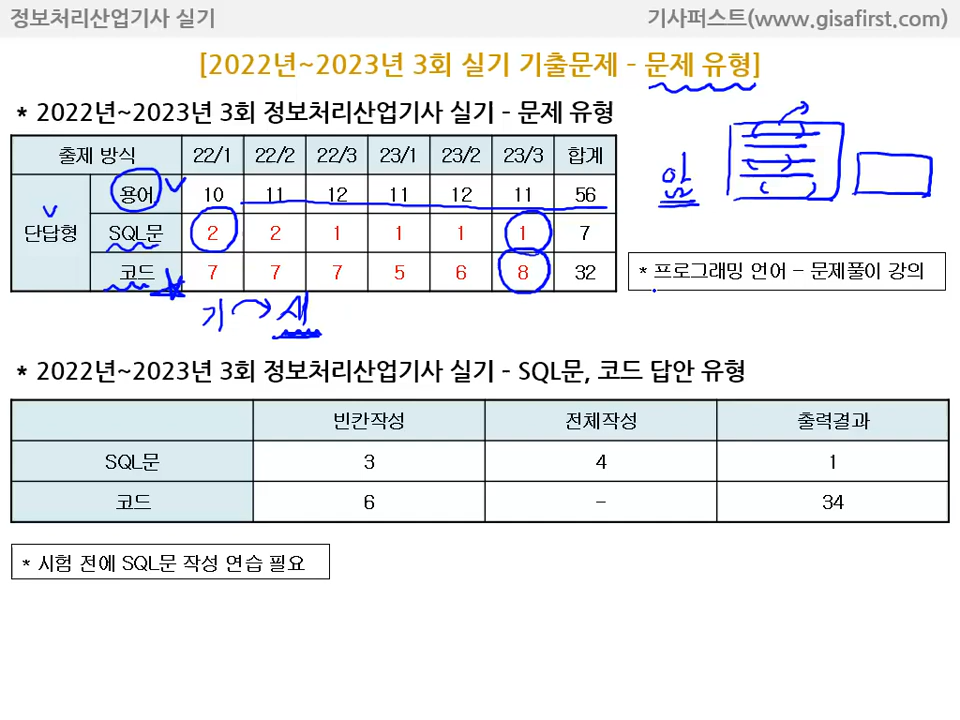 정보처리산업기사 실기
기사퍼스트(www.gisafirst.com)
[2022년~2023년 3회 실기 기출문제 - 문제 유형]
* 2022년~2023년 3회 정보처리산업기사 실기 - 문제 유형
출제 방식 22/1 22/2 22/3 23/1 23/2 23/3 합계
단답형 용어 10 11 12 11 12 11 56
SQL문 2 2 1 1 1 1 7
코드 7 7 7 5 6 8 32
암
* 프로그래밍 언어 - 문제풀이 강의
기 새
* 2022년~2023년 3회 정보처리산업기사 실기 - SQL문, 코드 답안 유형
빈칸작성 전체작성 출력결과
SQL문 3 4 1
코드 6 - 34
* 시험 전에 SQL문 작성 연습 필요